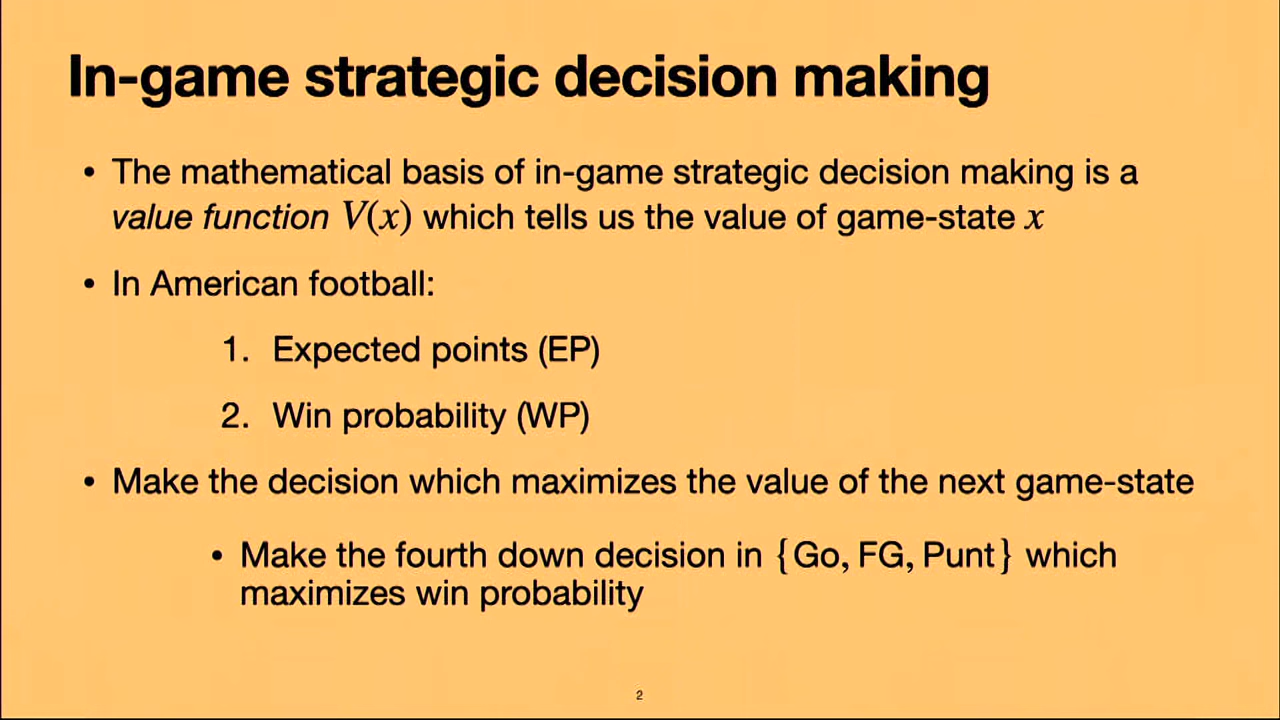 In-game strategic decision making
• The mathematical basis of in-game strategic decision making is a
value function V(x) which tells us the value of game-state x
• In American football:
1. Expected points (EP)
2. Win probability (WP)
• Make the decision which maximizes the value of the next game-state
• Make the fourth down decision in {Go, FG, Punt} which
maximizes win probability
2